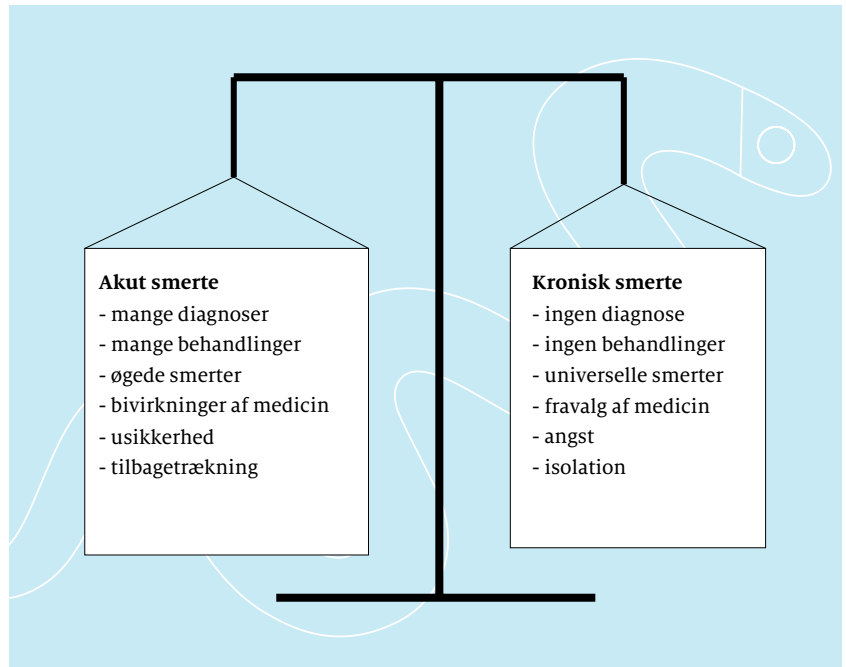 Akut smerte
- mange diagnoser
- mange behandlinger
- øgede smerter
- bivirkninger af medicin
- usikkerhed
- tilbagetrækning
Kronisk smerte
- ingen diagnose
- ingen behandlinger
- universelle smerter
- fravalg af medicin
- angst
- isolation